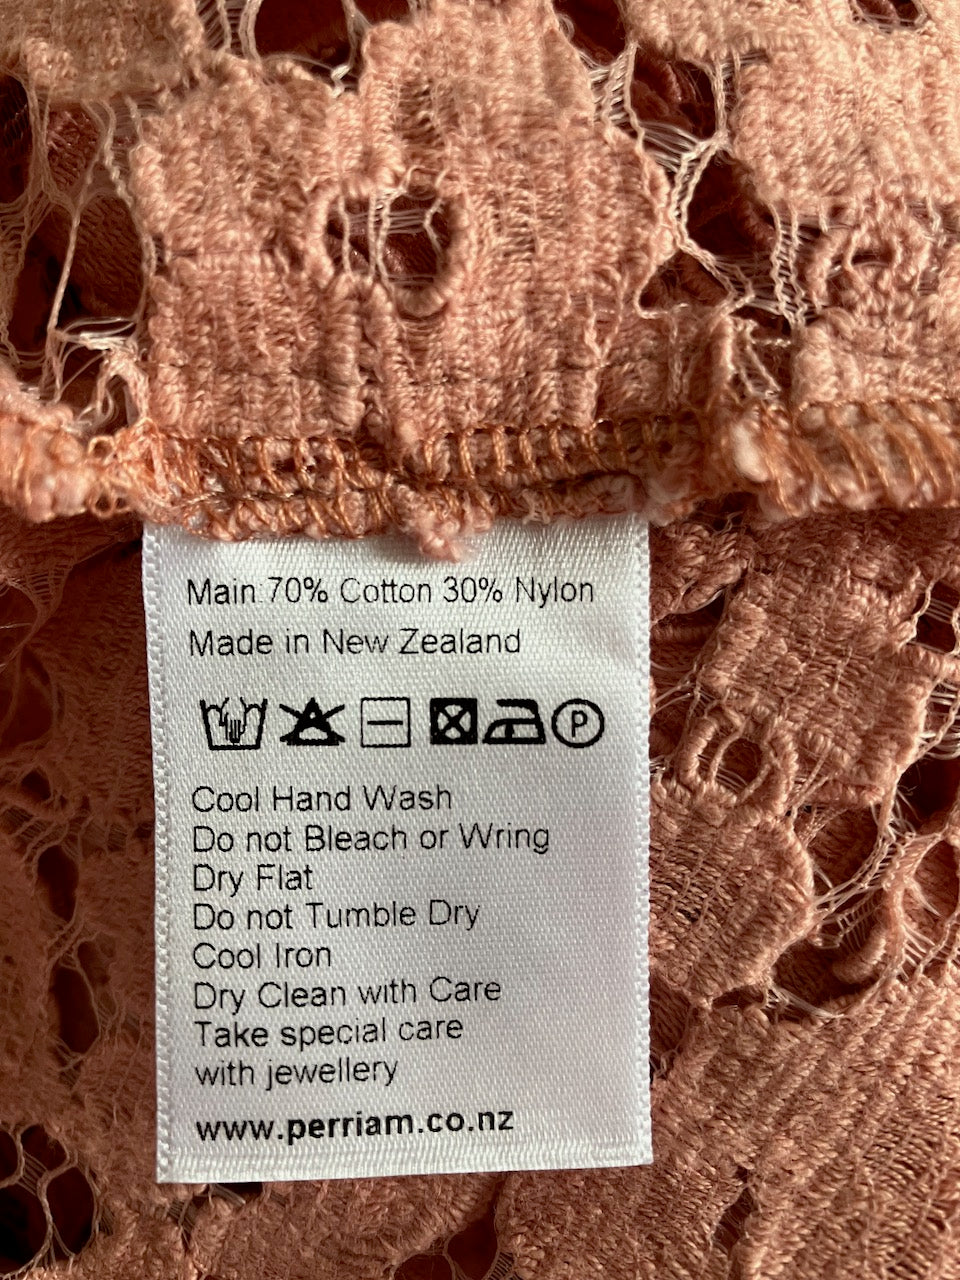 Main 70% Cotton 30% Nylon
Made in New Zealand
P
Cool Hand Wash
Do not Bleach or Wring
Dry Flat
Do not Tumble Dry
Cool Iron
Dry Clean with Care
Take special care
with jewellery
www.perriam.co.nz